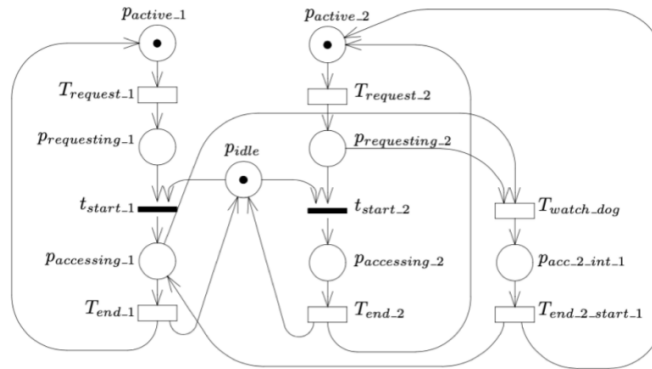 p_active_1
p_active_2
T_request_1
T_request_2
p_requesting_1
p_requesting_2
p_idle
t_start_1
t_start_2
T_watch_dog
p_accessing_1
p_accessing_2
p_acc_2_int_1
T_end_1
T_end_2
T_end_2_start_1